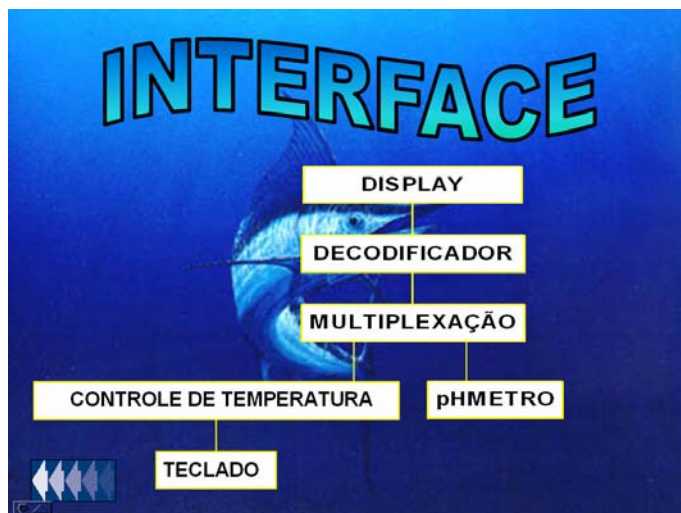 INTERFACE
DISPLAY
DECODIFICADOR
MULTIPLEXAÇÃO
CONTROLE DE TEMPERATURA
pHMETRO
TECLADO